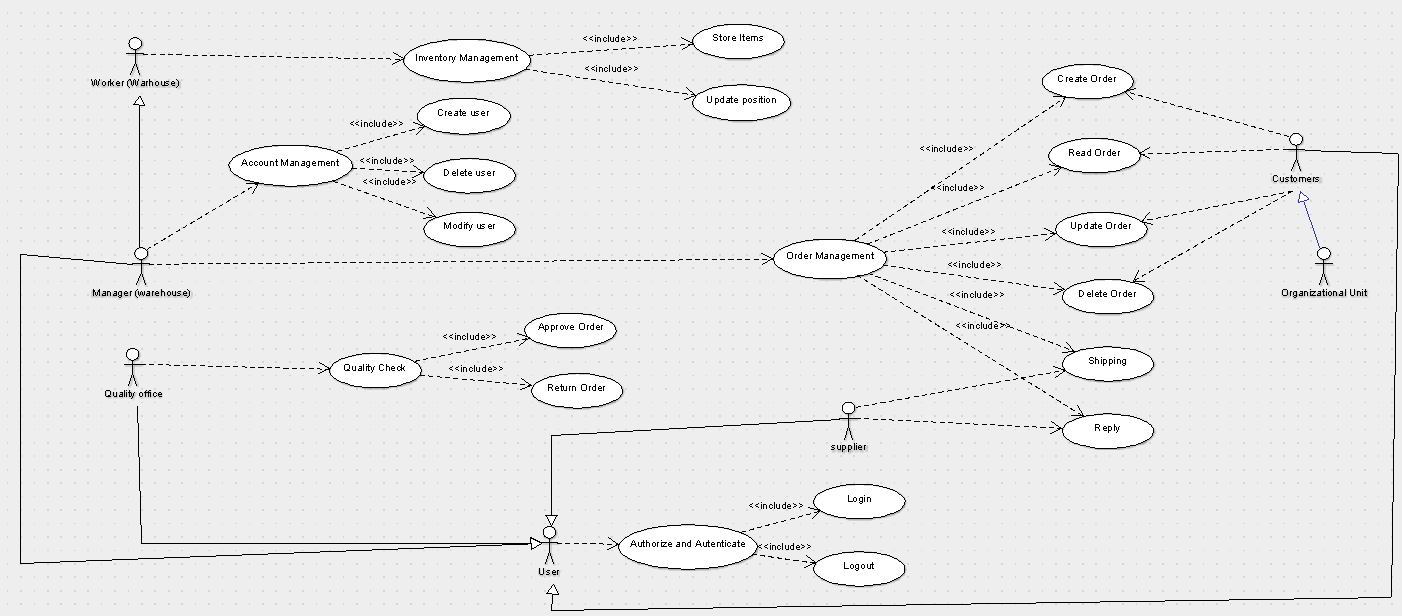 <<include>>
Store Items
Worker (Warhouse)
Inventory Management
<<include>>
Update position
Create user
<<include>>
Account Management
<<include>>
Delete user
<<include>>
Modify user
Manager (warehouse)
Create Order
<<include>>
Read Order
<<include>>
Customers
Update Order
<<include>>
Order Management
<<include>>
Delete Order
<<include>>
Organizational Unit
<<include>>
Shipping
Reply
supplier
Approve Order
<<include>>
Quality Check
<<include>>
Return Order
Quality office
Login
<<include>>
Authorize and Autenticate
<<include>>
Logout
User